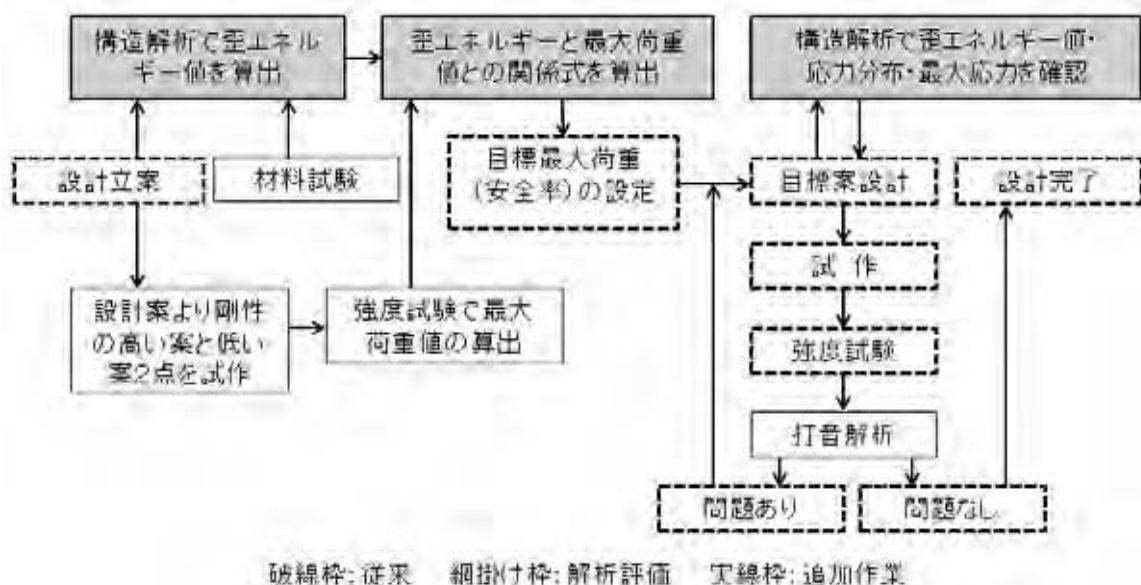 構造解析で歪エネル
ギー値を算出
歪エネルギーと最大荷重
値との関係式を算出
構造解析で歪エネルギー値・
応力分布・最大応力を確認
設計立案
材料試験
目標最大荷重
(安全率)の設定
目標案設計
設計完了
試 作
設計案より剛性
の高い案と低い
案2点を試作
強度試験で最大
荷重値の算出
強度試験
打音解析
問題あり
問題なし
破線枠:従来 網掛け枠:解析評価 実線枠:追加作業